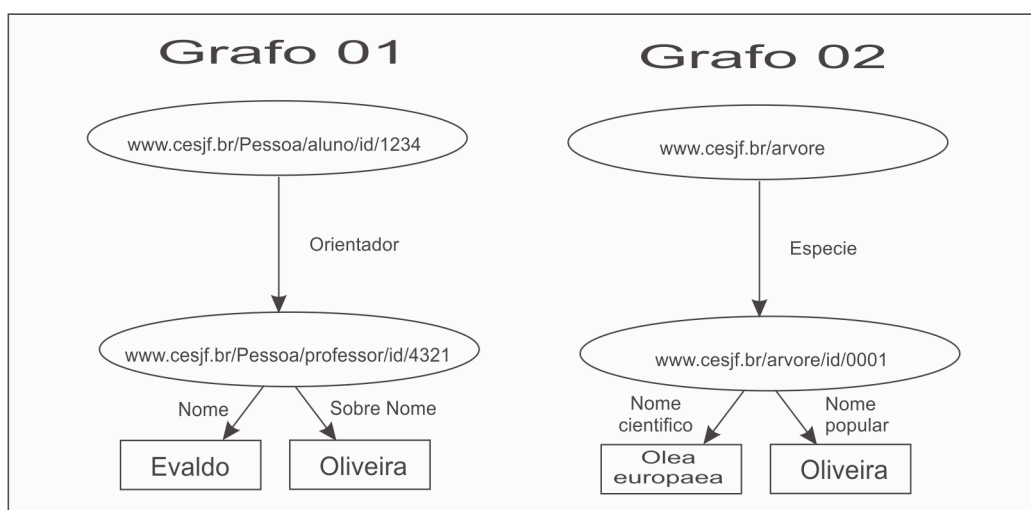 Grafo 01
www.cesjf.br/Pessoa/aluno/id/1234
Orientador
www.cesjf.br/Pessoa/professor/id/4321
Nome
Sobre Nome
Evaldo
Oliveira
Grafo 02
www.cesjf.br/arvore
Especie
www.cesjf.br/arvore/id/0001
Nome
cientifico
Nome
popular
Olea
europaea
Oliveira